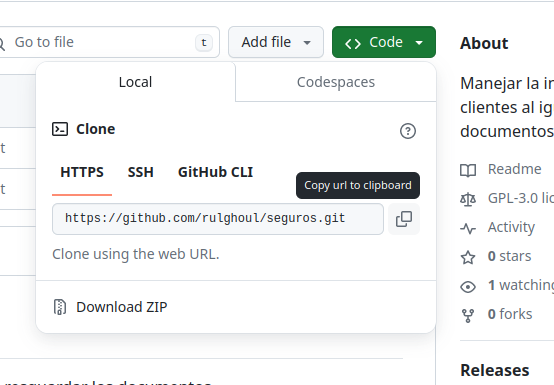 Go to file
t
Add file
Code
Local
Codespaces
Clone
HTTPS
SSH
GitHub CLI
Copy url to clipboard
https://github.com/rulghoul/seguros.git
Clone using the web URL.
Download ZIP
t
t
los documentos
About
Manejar la
clientes al
documentos
Readme
GPL-3.0
Activity
0 stars
1 watching
0 forks
Releases